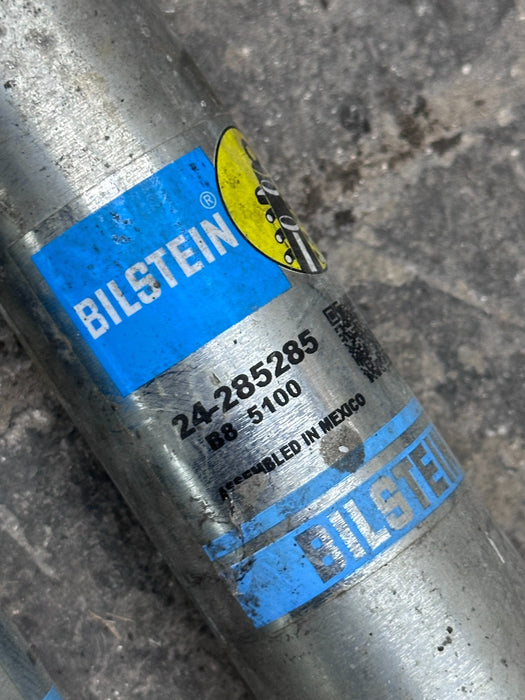 BILSTEIN®
24-285285
B8 5100
ASSEMBLED IN MEXICO
BILSTEIN